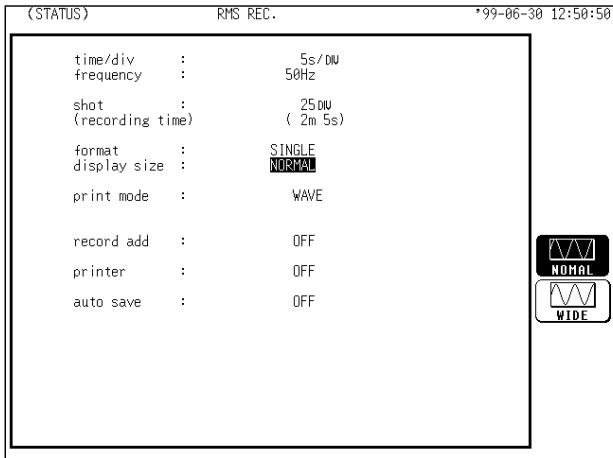 (STATUS) RMS REC. '99-06-30 12:50:50
time/div : 5s/DIV
frequency : 50Hz
shot : 25DIV
(recording time) ( 2m 5s)
format : SINGLE
display size : NORMAL
print mode : WAVE
record add : OFF
printer : OFF
auto save : OFF
NOMAL
WIDE